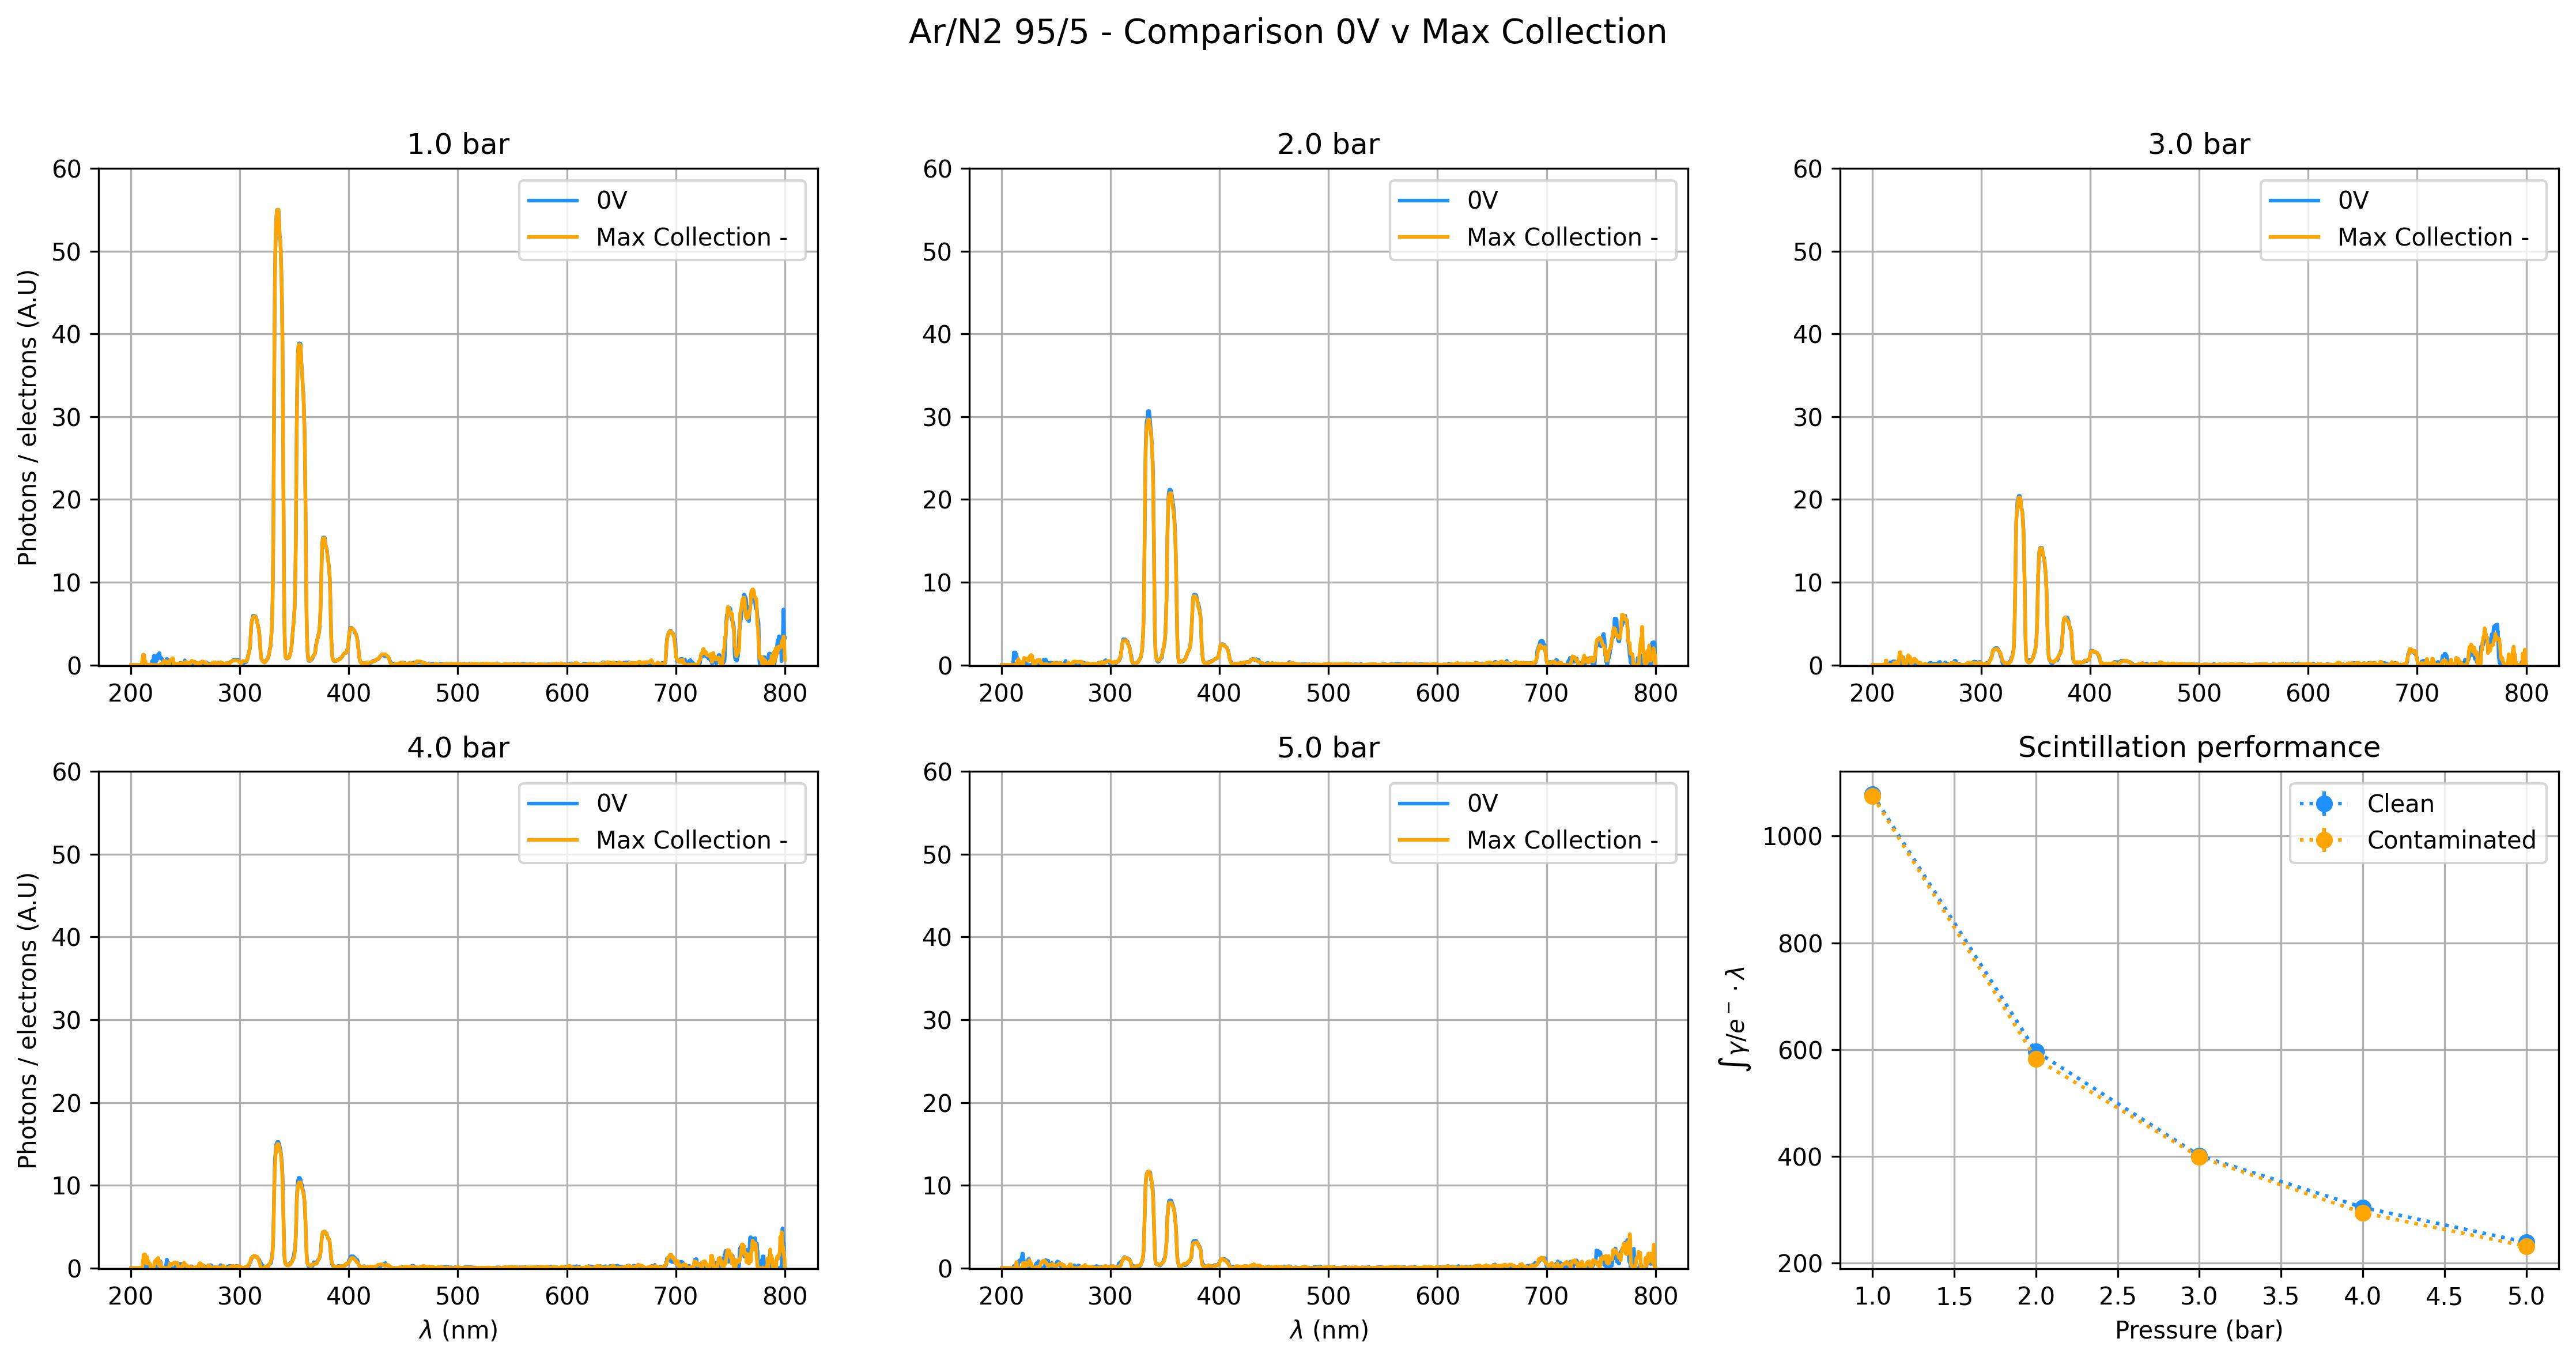 Ar/N2 95/5 - Comparison 0V v Max Collection
1.0 bar
Photons / electrons (A.U)
60
50
40
30
20
10
0
0V
Max Collection -
200 300 400 500 600 700 800
2.0 bar
60
50
40
30
20
10
0
0V
Max Collection -
200 300 400 500 600 700 800
3.0 bar
60
50
40
30
20
10
0
0V
Max Collection -
200 300 400 500 600 700 800
4.0 bar
Photons / electrons (A.U)
60
50
40
30
20
10
0
0V
Max Collection -
200 300 400 500 600 700 800
λ (nm)
5.0 bar
60
50
40
30
20
10
0
0V
Max Collection -
200 300 400 500 600 700 800
λ (nm)
Scintillation performance
∫γ/e⁻ · λ
1000
800
600
400
200
Clean
Contaminated
1.0 1.5 2.0 2.5 3.0 3.5 4.0 4.5 5.0
Pressure (bar)